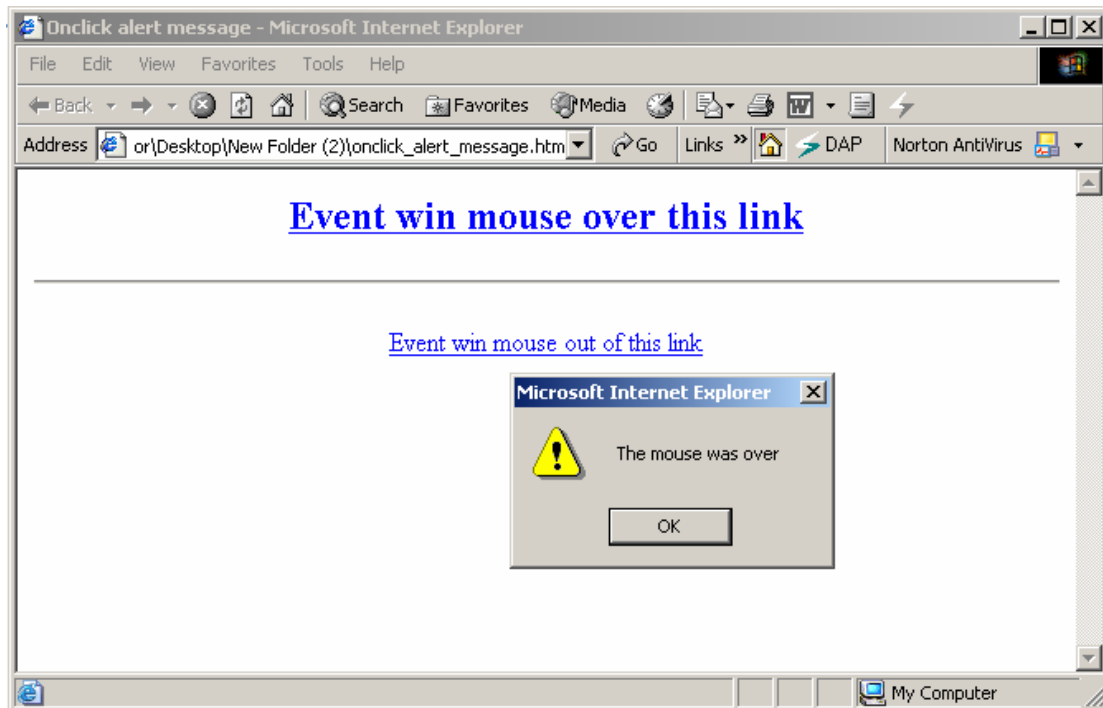 Onclick alert message - Microsoft Internet Explorer
File Edit View Favorites Tools Help
Back Search Favorites Media
Address or\Desktop\New Folder (2)\onclick_alert_message.htm Go Links » DAP Norton AntiVirus
Event win mouse over this link
Event win mouse out of this link
Microsoft Internet Explorer
The mouse was over
OK
My Computer